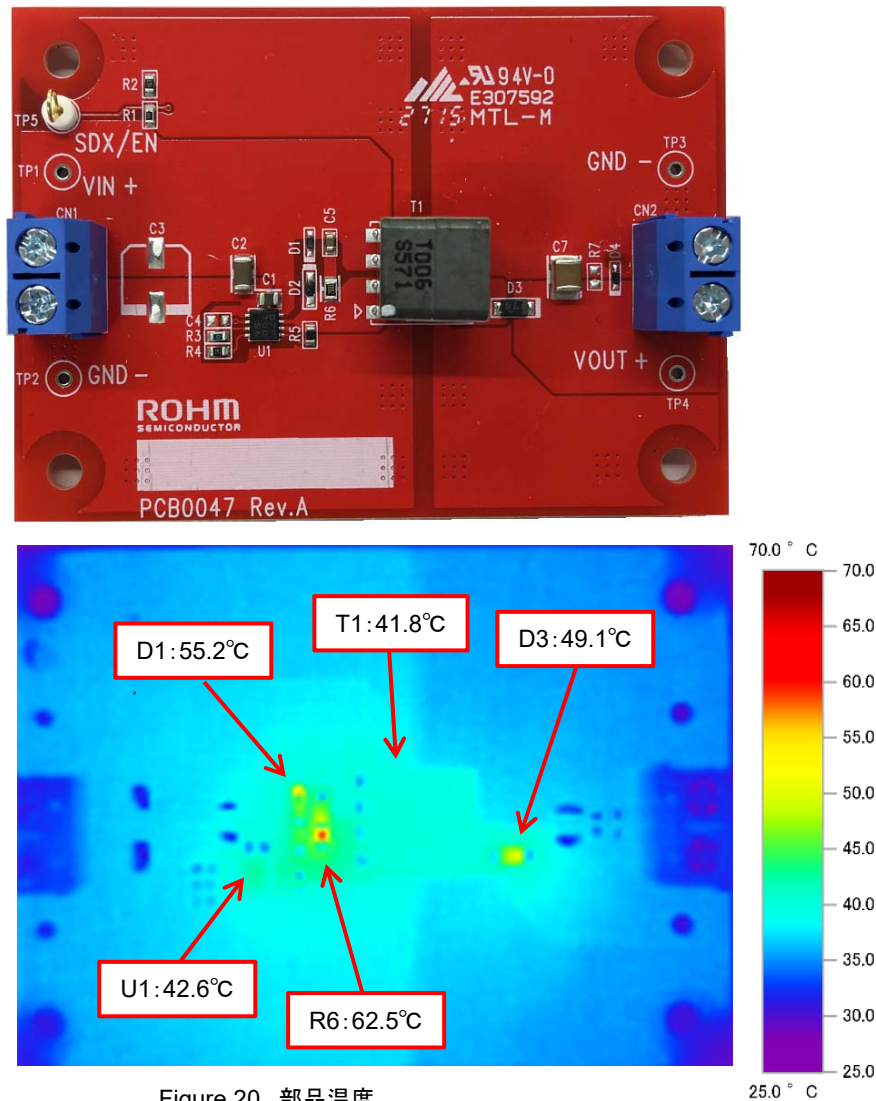 94V-0
E307592
2715 MTL-M
R2
R1
TP5
SDX/EN
TP1
VIN +
TP3
GND -
CN1
C3
C2
D1
C5
T1
T006
S571
C7
R7
D4
CN2
C1
D2
R6
D3
C4
R3
R4
U1
R5
TP2
GND -
VOUT +
TP4
ROHM
SEMICONDUCTOR
PCB0047 Rev.A
70.0 ° C
70.0
65.0
60.0
55.0
50.0
45.0
40.0
35.0
30.0
25.0
25.0 ° C
D1:55.2℃
T1:41.8℃
D3:49.1℃
U1:42.6℃
R6:62.5℃
Figure 20. 部品温度